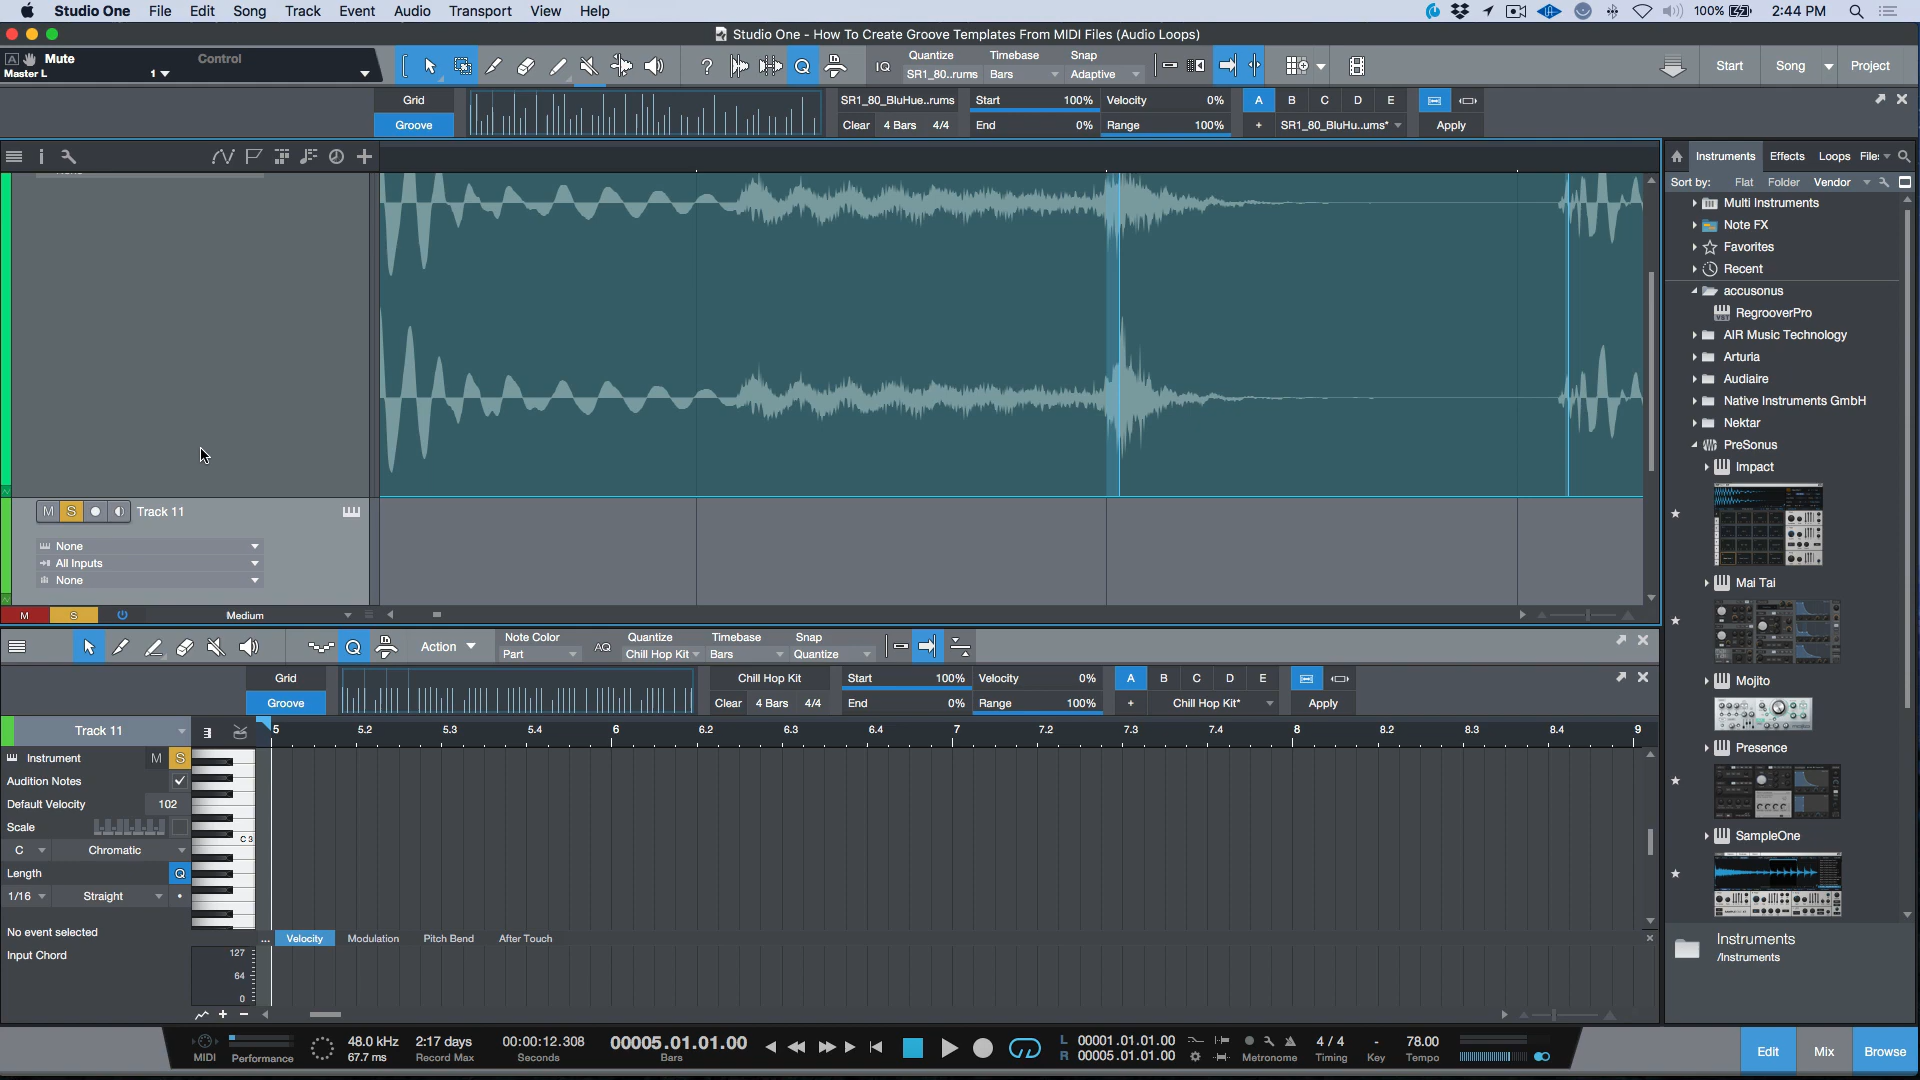 Studio One File Edit Song Track Event Audio Transport View Help 100% 2:44 PM
Studio One - How To Create Groove Templates From MIDI Files (Audio Loops)
A Mute Control
Master L 1
? IQ Quantize Timebase Snap Start Song Project
SR1_80..rums Bars Adaptive
Grid SR1_80_BluHue..rums Start 100% Velocity 0% A B C D E
Groove Clear 4 Bars 4/4 End 0% Range 100% + SR1_80_BluHu..ums* Apply
Instruments Effects Loops Files
Sort by: Flat Folder Vendor
Multi Instruments
Note FX
Favorites
Recent
accusonus
RegrooverPro
AIR Music Technology
Arturia
Audiaire
Native Instruments GmbH
Nektar
PreSonus
Impact
Mai Tai
Mojito
Presence
SampleOne
Instruments
/Instruments
M S Track 11
None
All Inputs
None
M S Medium
Action Note Color AQ Quantize Timebase Snap
Part Chill Hop Kit Bars Quantize
Grid Chill Hop Kit Start 100% Velocity 0% A B C D E
Groove Clear 4 Bars 4/4 End 0% Range 100% + Chill Hop Kit* Apply
Track 11 5 5.2 5.3 5.4 6 6.2 6.3 6.4 7 7.2 7.3 7.4 8 8.2 8.3 8.4 9
Instrument M S
Audition Notes
Default Velocity 102
Scale
C 3
C Chromatic
Length Q
1/16 Straight
No event selected
... Velocity Modulation Pitch Bend After Touch
Input Chord
127
64
0
MIDI Performance
48.0 kHz 2:17 days 00:00:12.308 00005.01.01.00 L 00001.01.01.00 4 / 4 - 78.00
67.7 ms Record Max Seconds Bars R 00005.01.01.00 Metronome Timing Key Tempo
Edit Mix Browse